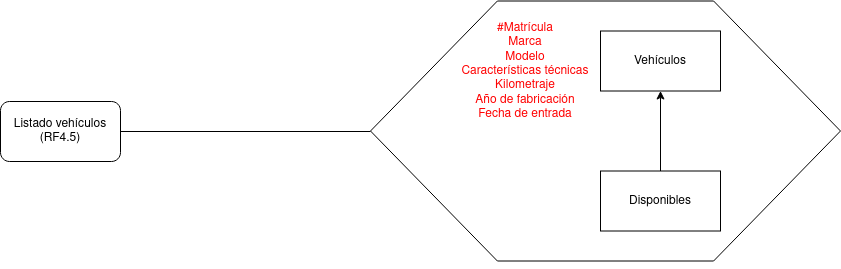 Listado vehículos
(RF4.5)
#Matrícula
Marca
Modelo
Características técnicas
Kilometraje
Año de fabricación
Fecha de entrada
Vehículos
Disponibles